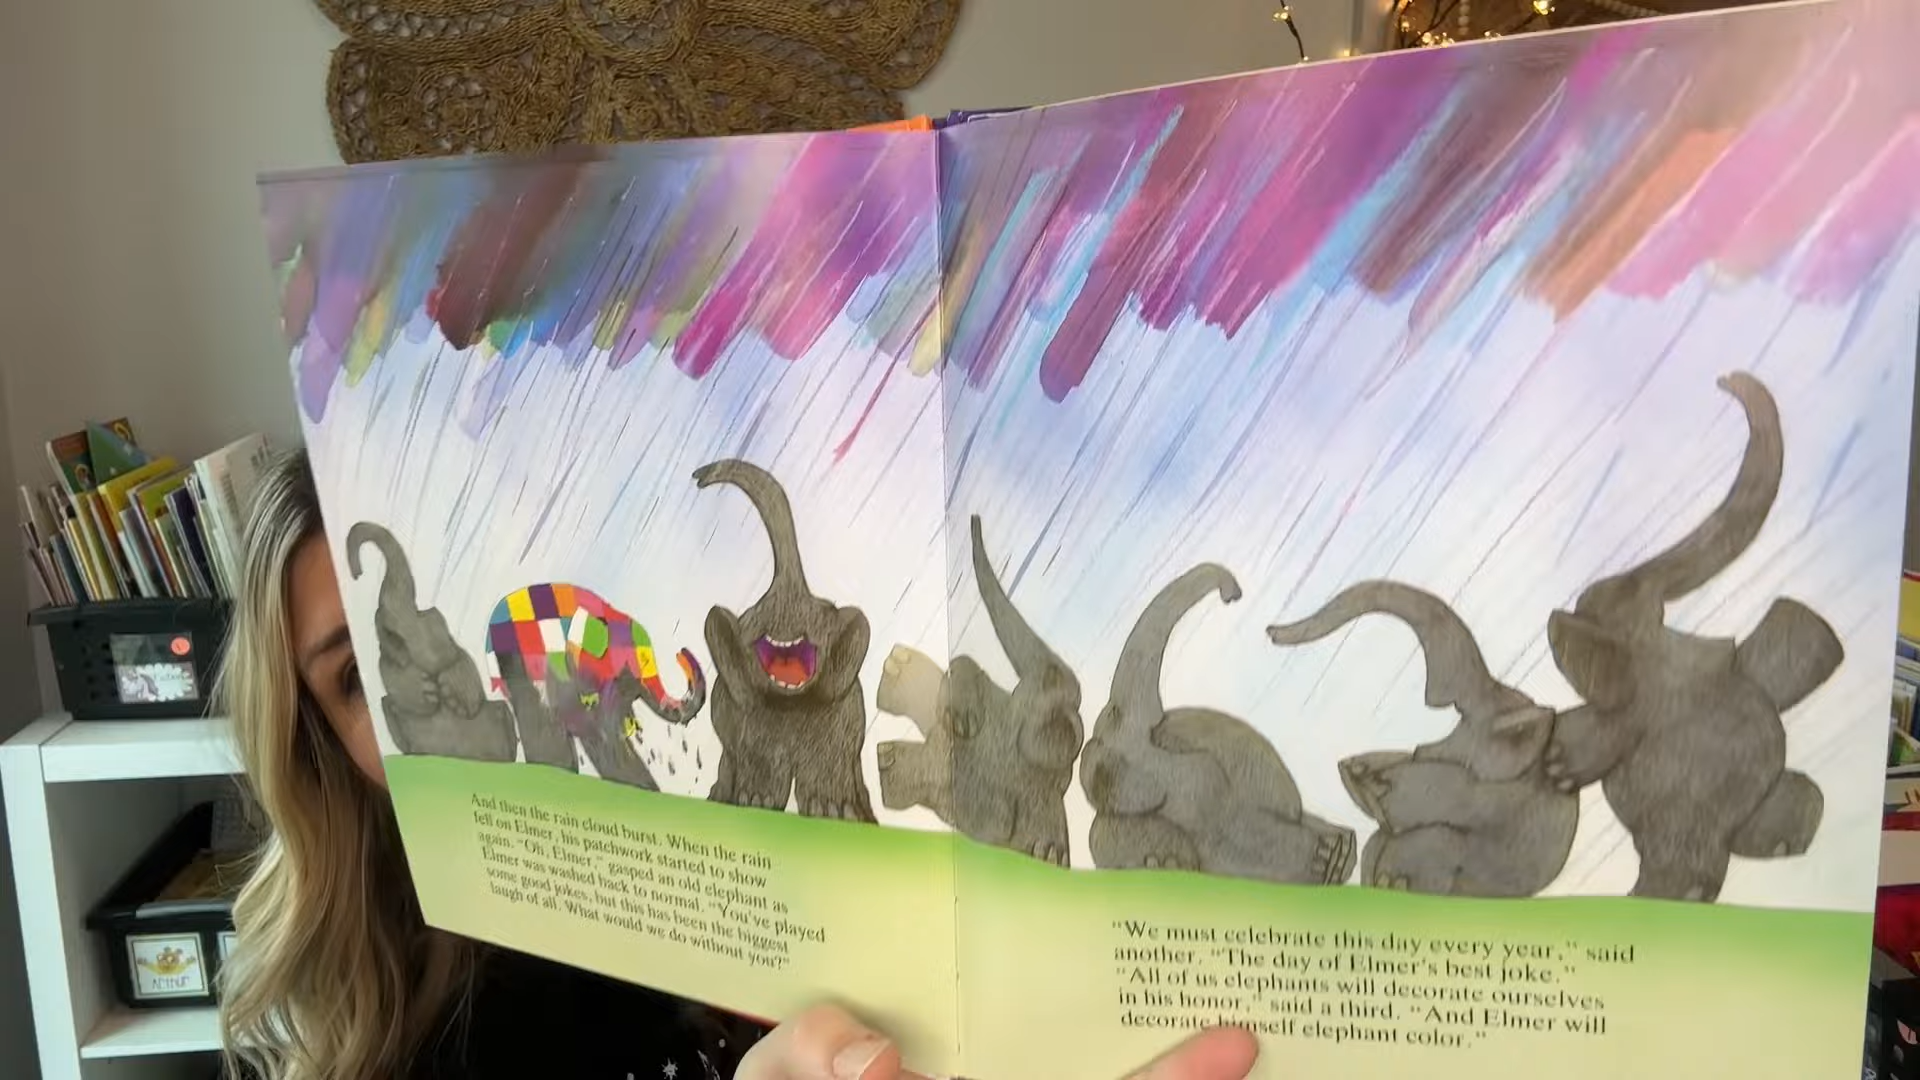 And then the rain cloud burst. When the rain
fell on Elmer, his patchwork started to show
again. "Oh, Elmer," gasped an old elephant as
Elmer was washed back to normal. "You've played
some good jokes, but this has been the biggest
laugh of all. What would we do without you?"
"We must celebrate this day every year," said
another. "The day of Elmer's best joke."
"All of us elephants will decorate ourselves
in his honor," said a third. "And Elmer will
decorate himself elephant color."